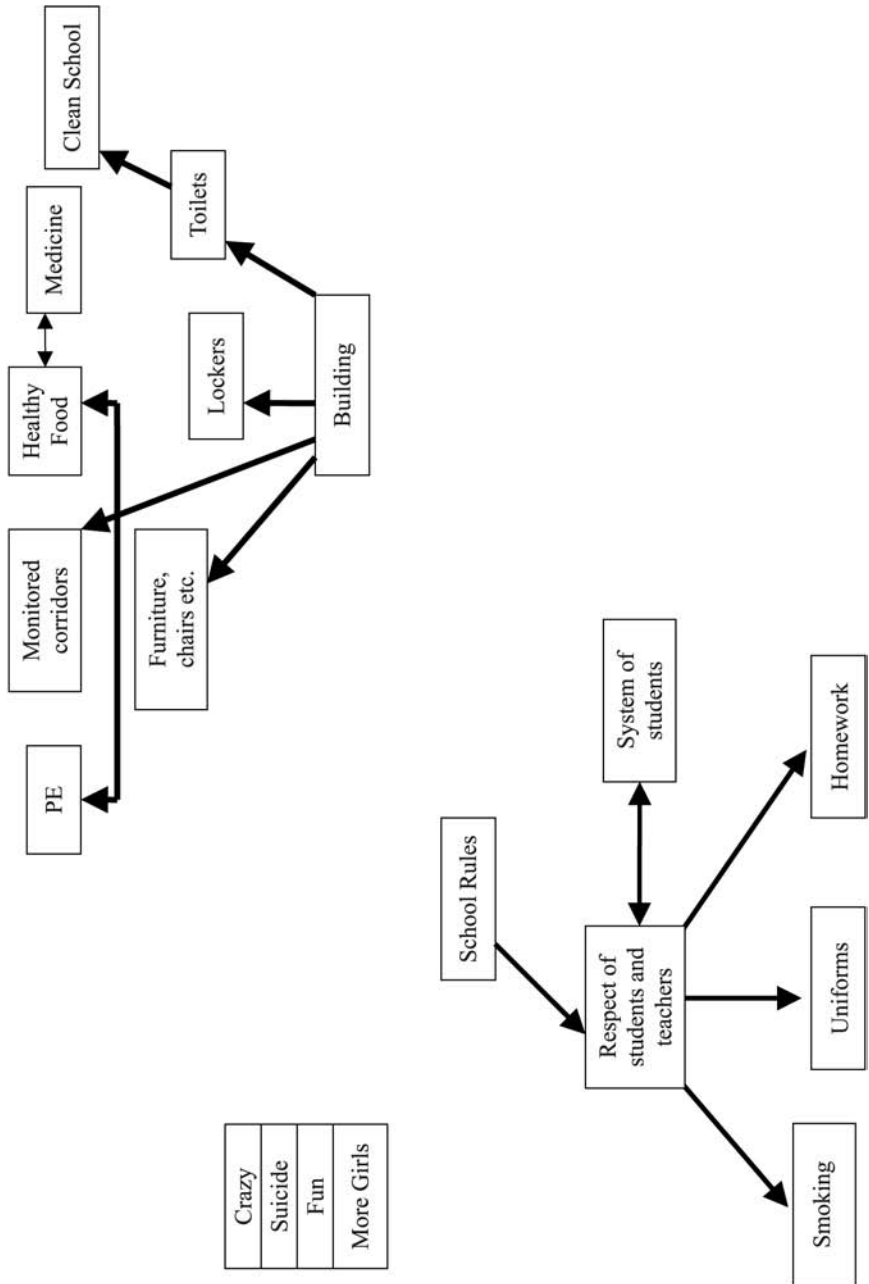 PE
Monitored
corridors
Healthy
Food
Medicine
Clean School
Furniture,
chairs etc.
Lockers
Toilets
Building
Crazy
Suicide
Fun
More Girls
School Rules
Respect of
students and
teachers
System of
students
Smoking
Uniforms
Homework